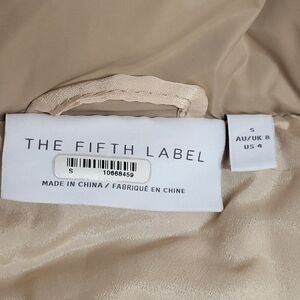 THE FIFTH LABEL
S 10668459
MADE IN CHINA / FABRIQUÉ EN CHINE
S
AU/UK 8
US 4